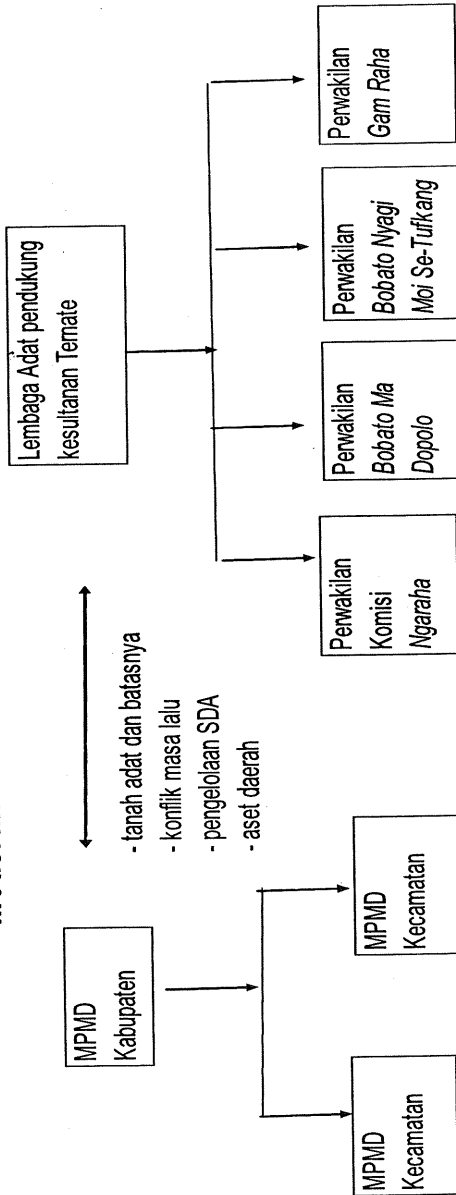 MPMD
Kabupaten
- tanah adat dan batasnya
- konflik masa lalu
- pengelolaan SDA
- aset daerah
Lembaga Adat pendukung
kesultanan Ternate
MPMD
Kecamatan
MPMD
Kecamatan
Perwakilan
Komisi
Ngaraha
Perwakilan
Bobato Ma
Dopolo
Perwakilan
Bobato Nyagi
Moi Se-Tufkang
Perwakilan
Gam Raha